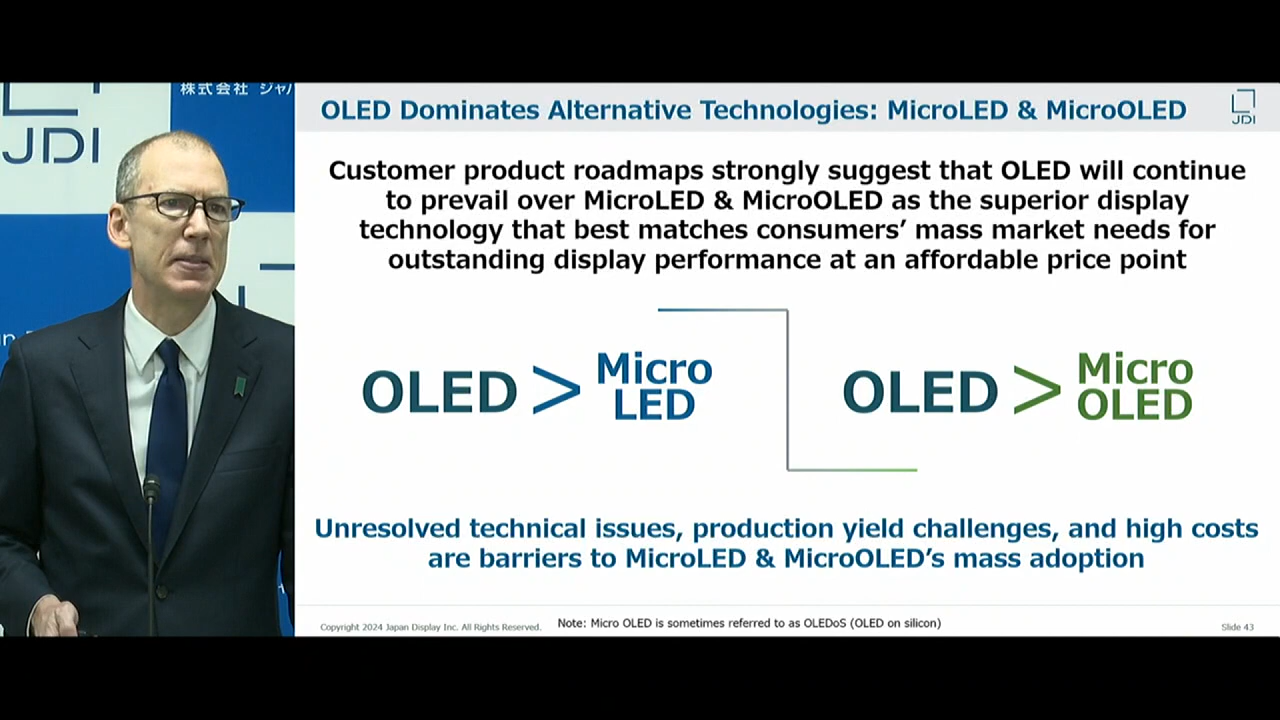 株式会社 ジャパ
JDI
OLED Dominates Alternative Technologies: MicroLED & MicroOLED
JDI
Customer product roadmaps strongly suggest that OLED will continue
to prevail over MicroLED & MicroOLED as the superior display
technology that best matches consumers’ mass market needs for
outstanding display performance at an affordable price point
OLED > Micro LED
OLED > Micro OLED
Unresolved technical issues, production yield challenges, and high costs
are barriers to MicroLED & MicroOLED’s mass adoption
Copyright 2024 Japan Display Inc. All Rights Reserved.
Note: Micro OLED is sometimes referred to as OLEDoS (OLED on silicon)
Slide 43